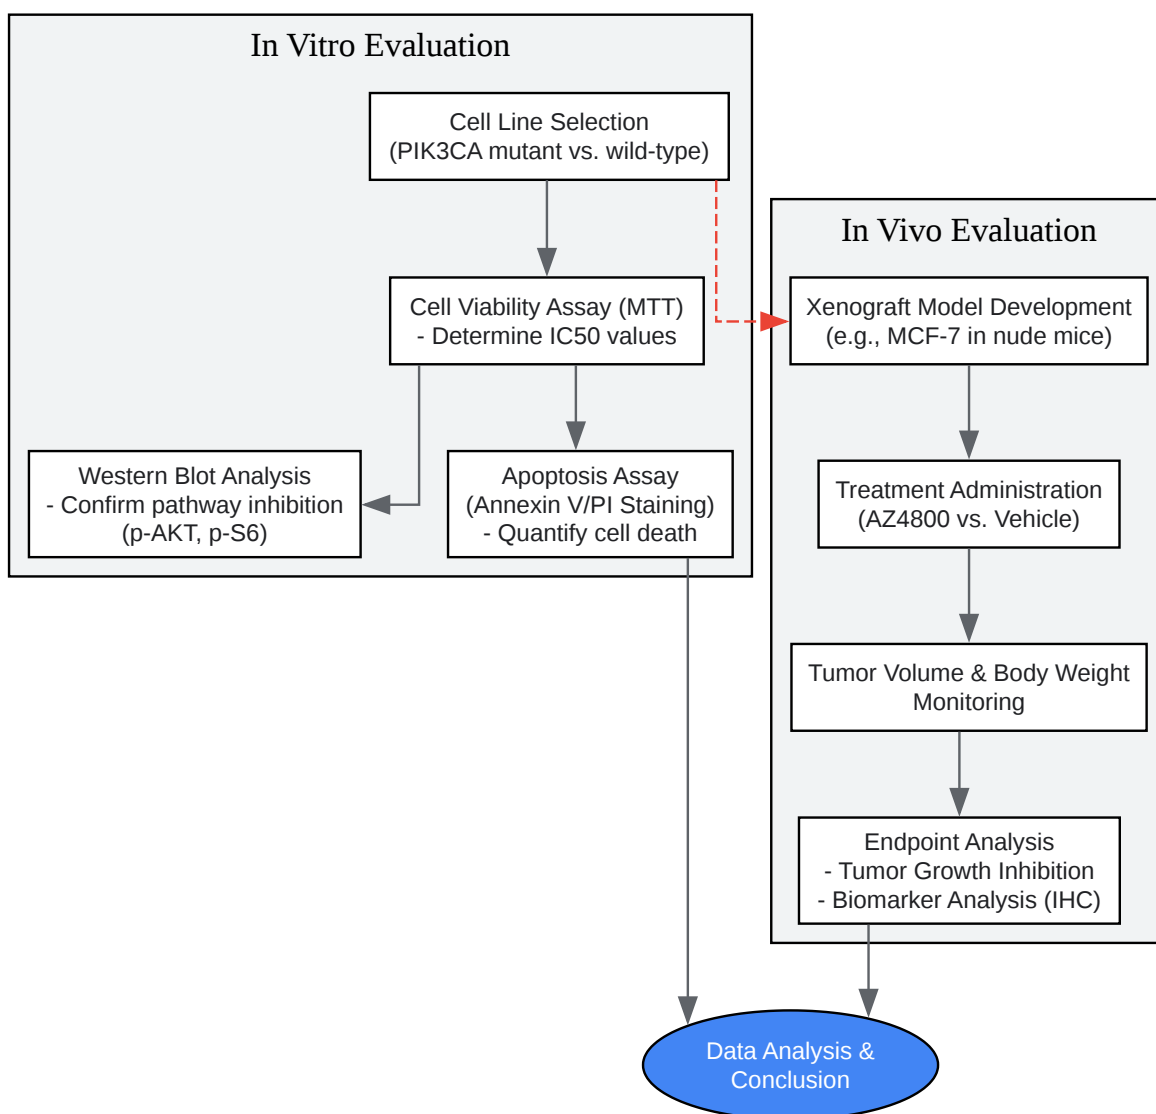 In Vitro Evaluation
Cell Line Selection
(PIK3CA mutant vs. wild-type)
Cell Viability Assay (MTT)
- Determine IC50 values
Western Blot Analysis
- Confirm pathway inhibition
(p-AKT, p-S6)
Apoptosis Assay
(Annexin V/PI Staining)
- Quantify cell death
In Vivo Evaluation
Xenograft Model Development
(e.g., MCF-7 in nude mice)
Treatment Administration
(AZ4800 vs. Vehicle)
Tumor Volume & Body Weight
Monitoring
Endpoint Analysis
- Tumor Growth Inhibition
- Biomarker Analysis (IHC)
Data Analysis &
Conclusion